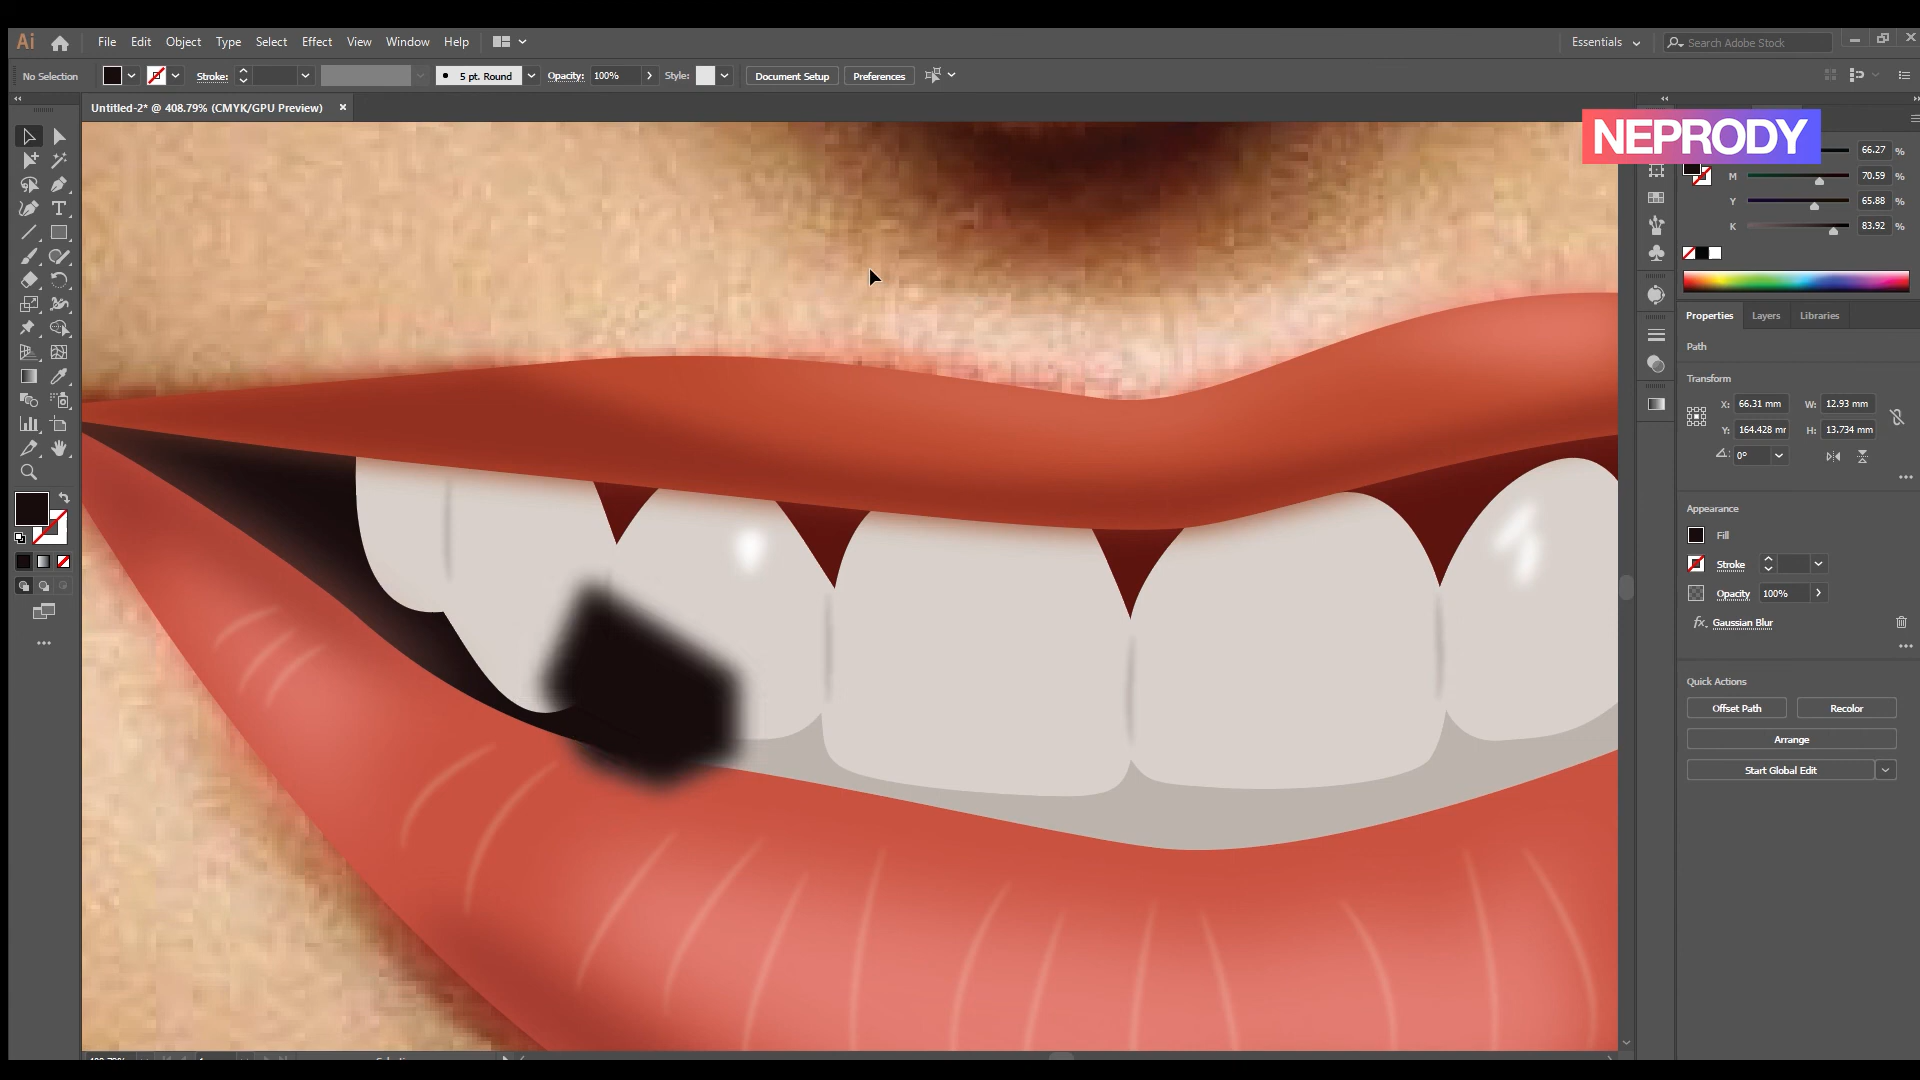 Ai File Edit Object Type Select Effect View Window Help Essentials Search Adobe Stock
No Selection Stroke: 5 pt. Round Opacity: 100% Style: Document Setup Preferences
Untitled-2* @ 408.79% (CMYK/GPU Preview) ×
NEPRODY
66.27 %
M 70.59 %
Y 65.88 %
K 83.92 %
Properties Layers Libraries
Path
Transform
X: 66.31 mm W: 12.93 mm
Y: 164.428 mr H: 13.734 mm
0°
Appearance
Fill
Stroke
Opacity 100%
fx Gaussian Blur
Quick Actions
Offset Path Recolor
Arrange
Start Global Edit